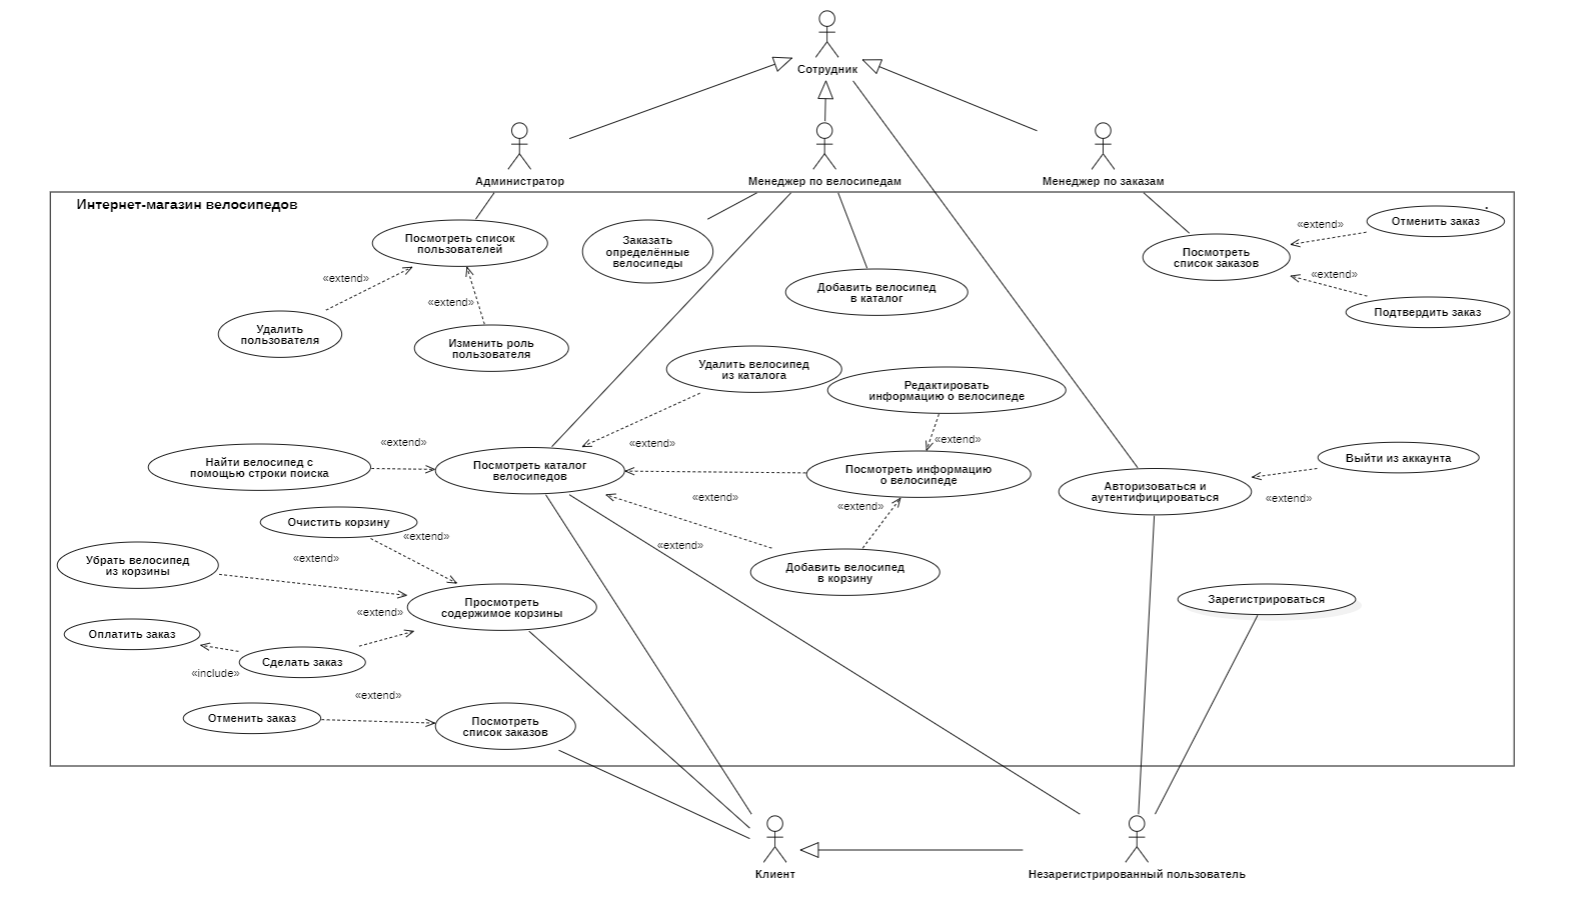 Сотрудник
Администратор
Менеджер по велосипедам
Менеджер по заказам
Интернет-магазин велосипедов
Посмотреть список
пользователей
Заказать
определённые
велосипеды
Отменить заказ
«extend»
Посмотреть
список заказов
«extend»
«extend»
Добавить велосипед
в каталог
«extend»
Подтвердить заказ
Удалить
пользователя
Изменить роль
пользователя
Удалить велосипед
из каталога
Редактировать
информацию о велосипеде
«extend»
«extend»
«extend»
Найти велосипед с
помощью строки поиска
Посмотреть каталог
велосипедов
Посмотреть информацию
о велосипеде
Выйти из аккаунта
Авторизоваться и
аутентифицироваться
«extend»
«extend»
«extend»
Очистить корзину
«extend»
«extend»
Убрать велосипед
из корзины
«extend»
Добавить велосипед
в корзину
Просмотреть
содержимое корзины
Зарегистрироваться
«extend»
Оплатить заказ
Сделать заказ
«include»
«extend»
Отменить заказ
Посмотреть
список заказов
Клиент
Незарегистрированный пользователь